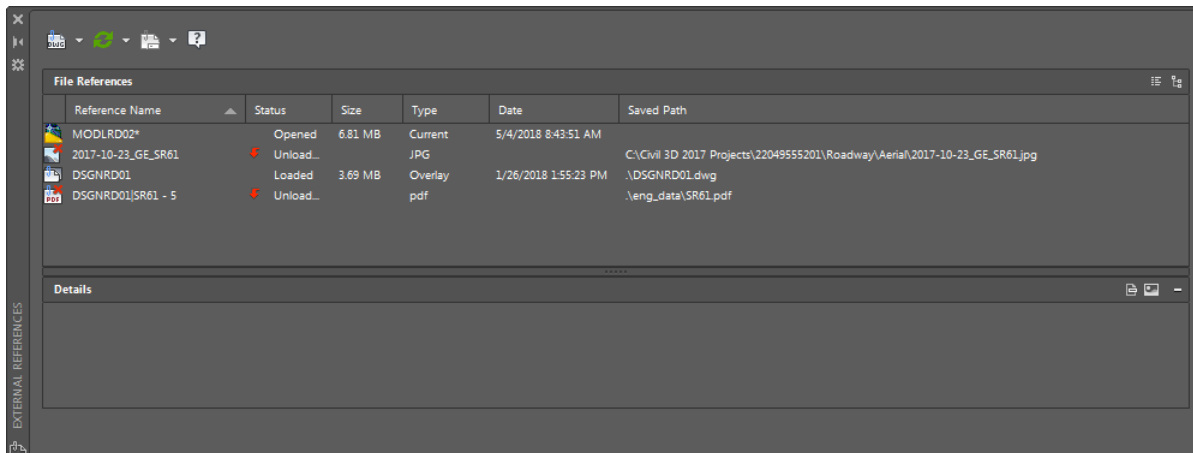 DWG
File References
Reference Name Status Size Type Date Saved Path
MODLRD02* Opened 6.81 MB Current 5/4/2018 8:43:51 AM
2017-10-23_GE_SR61 Unload... JPG C:\Civil 3D 2017 Projects\22049555201\Roadway\Aerial\2017-10-23_GE_SR61.jpg
DSGNRD01 Loaded 3.69 MB Overlay 1/26/2018 1:55:23 PM .\DSGNRD01.dwg
PDF DSGNRD01|SR61 - 5 Unload... pdf .\eng_data\SR61.pdf
Details
EXTERNAL REFERENCES